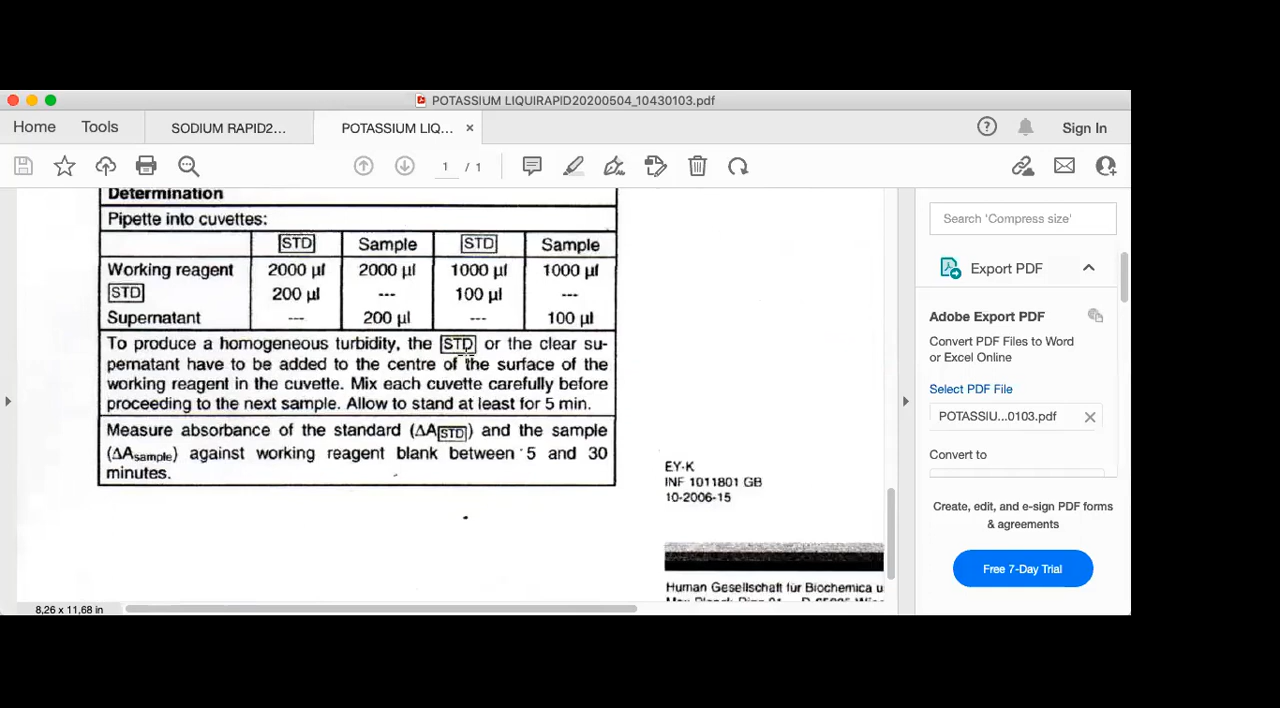 POTASSIUM LIQUIRAPID20200504_10430103.pdf
Home Tools SODIUM RAPID2... POTASSIUM LIQ... × Sign In
1 / 1
Determination
Pipette into cuvettes:
STD Sample STD Sample
Working reagent 2000 µl 2000 µl 1000 µl 1000 µl
STD 200 µl --- 100 µl ---
Supernatant --- 200 µl --- 100 µl
To produce a homogeneous turbidity, the STD or the clear su-
pernatant have to be added to the centre of the surface of the
working reagent in the cuvette. Mix each cuvette carefully before
proceeding to the next sample. Allow to stand at least for 5 min.
Measure absorbance of the standard (ΔASTD) and the sample
(ΔAsample) against working reagent blank between 5 and 30
minutes.
EY-K
INF 1011801 GB
10-2006-15
Human Gesellschaft für Biochemica u
8,26 x 11,68 in
Search 'Compress size'
Export PDF
Adobe Export PDF
Convert PDF Files to Word
or Excel Online
Select PDF File
POTASSIU...0103.pdf
Convert to
Create, edit, and e-sign PDF forms
& agreements
Free 7-Day Trial